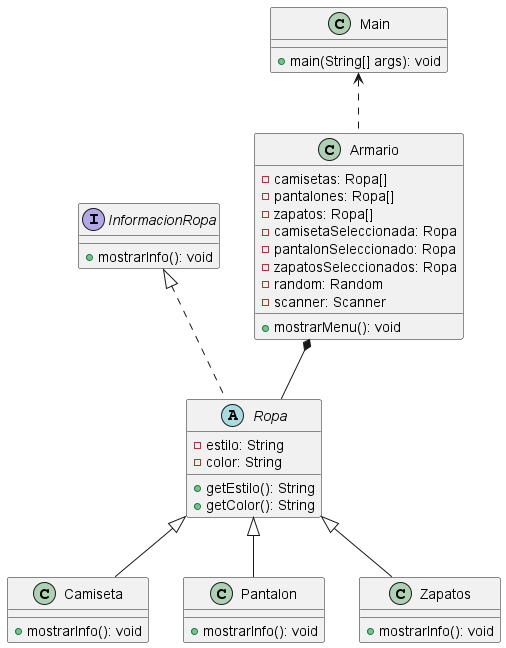 C Main
main(String[] args): void
C Armario
camisetas: Ropa[]
pantalones: Ropa[]
zapatos: Ropa[]
camisetaSeleccionada: Ropa
pantalonSeleccionado: Ropa
zapatosSeleccionados: Ropa
random: Random
scanner: Scanner
mostrarMenu(): void
I InformacionRopa
mostrarInfo(): void
A Ropa
estilo: String
color: String
getEstilo(): String
getColor(): String
C Camiseta
mostrarInfo(): void
C Pantalon
mostrarInfo(): void
C Zapatos
mostrarInfo(): void